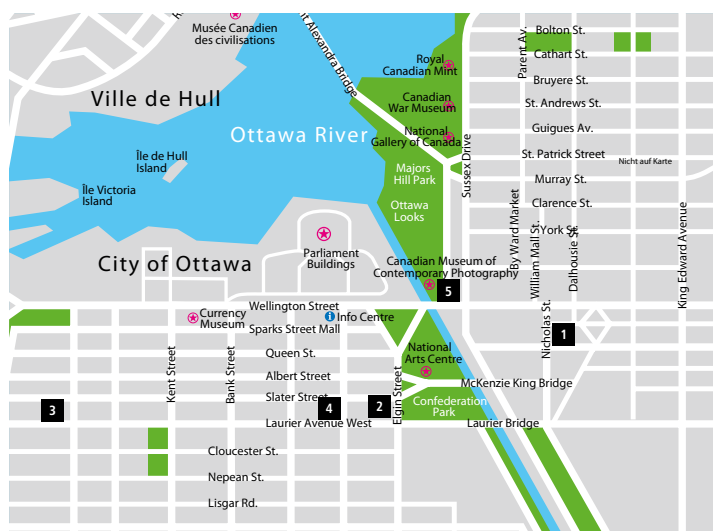 Musée Canadien
des civilisations
nt Alexandra Bridge
Royal
Canadian Mint
Parent Av.
Bolton St.
Cathart St.
Bruyere St.
Canadian
War Museum
St. Andrews St.
Ville de Hull
Ottawa River
National
Gallery of Canada
Guigues Av.
St. Patrick Street
Nicht auf Karte
Sussex Drive
Île de Hull
Island
Majors
Hill Park
Murray St.
Île Victoria
Island
Ottawa
Looks
Clarence St.
By Ward Market
William Mall St.
York St.
Dalhousie Av.
King Edward Avenue
City of Ottawa
Parliament
Buildings
Canadian Museum of
Contemporary Photography
5
Wellington Street
Currency
Museum
i Info Centre
Sparks Street Mall
Nicholas St.
1
Kent Street
Bank Street
Queen St.
National
Arts Centre
Albert Street
Elgin Street
McKenzie King Bridge
Slater Street
3
4
2
Confederation
Park
Laurier Avenue West
Laurier Bridge
Cloucester St.
Nepean St.
Lisgar Rd.